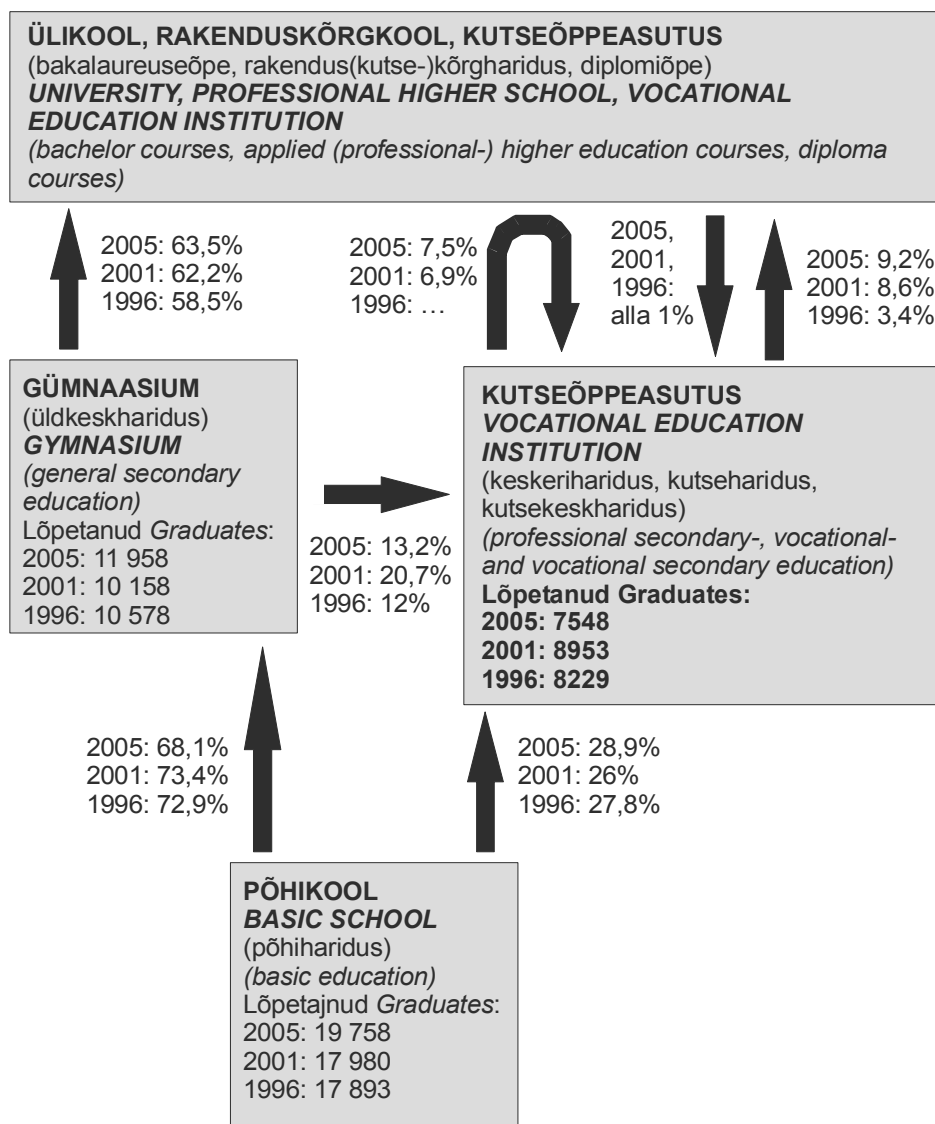 ÜLIKOOL, RAKENDUSKÕRGKOOL, KUTSEÕPPEASUTUS
(bakalaureuseõpe, rakendus(kutse-)kõrgharidus, diplomiõpe)
UNIVERSITY, PROFESSIONAL HIGHER SCHOOL, VOCATIONAL
EDUCATION INSTITUTION
(bachelor courses, applied (professional-) higher education courses, diploma
courses)
2005: 63,5%
2001: 62,2%
1996: 58,5%
2005: 7,5%
2001: 6,9%
1996: …
2005,
2001,
1996:
alla 1%
2005: 9,2%
2001: 8,6%
1996: 3,4%
GÜMNAASIUM
(üldkeskharidus)
GYMNASIUM
(general secondary
education)
Lõpetanud Graduates:
2005: 11 958
2001: 10 158
1996: 10 578
2005: 13,2%
2001: 20,7%
1996: 12%
KUTSEÕPPEASUTUS
VOCATIONAL EDUCATION
INSTITUTION
(keskeriharidus, kutseharidus,
kutsekeskharidus)
(professional secondary-, vocational-
and vocational secondary education)
Lõpetanud Graduates:
2005: 7548
2001: 8953
1996: 8229
2005: 68,1%
2001: 73,4%
1996: 72,9%
2005: 28,9%
2001: 26%
1996: 27,8%
PÕHIKOOL
BASIC SCHOOL
(põhiharidus)
(basic education)
Lõpetajnud Graduates:
2005: 19 758
2001: 17 980
1996: 17 893